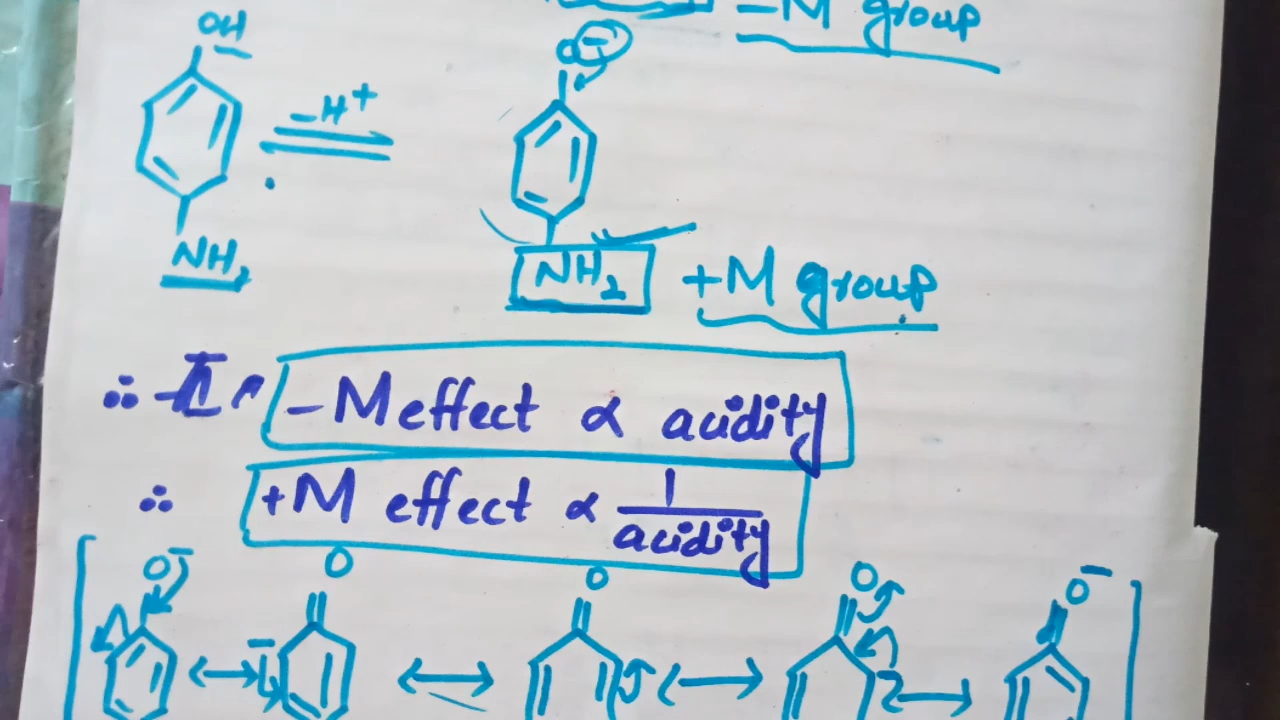 -M group
OH
O⁻
-H⁺
NH₂
NH₂ +M group
∴ -M effect ∝ acidity
∴ +M effect ∝ 1/acidity
O⁻ O O O O⁻